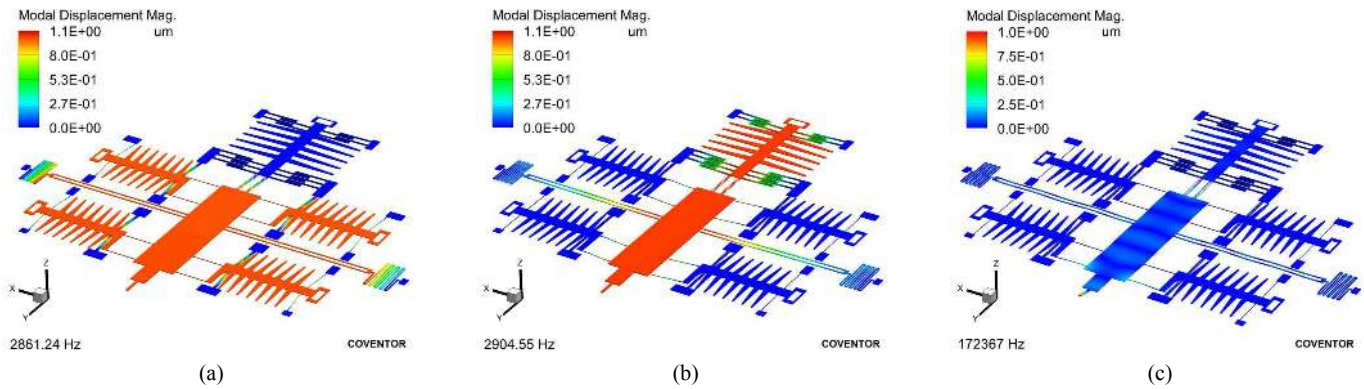 Modal Displacement Mag.
1.1E+00 um
8.0E-01
5.3E-01
2.7E-01
0.0E+00
X
Y
Z
2861.24 Hz
COVENTOR
(a)
Modal Displacement Mag.
1.1E+00 um
8.0E-01
5.3E-01
2.7E-01
0.0E+00
X
Y
Z
2904.55 Hz
COVENTOR
(b)
Modal Displacement Mag.
1.0E+00 um
7.5E-01
5.0E-01
2.5E-01
0.0E+00
X
Y
Z
172367 Hz
COVENTOR
(c)